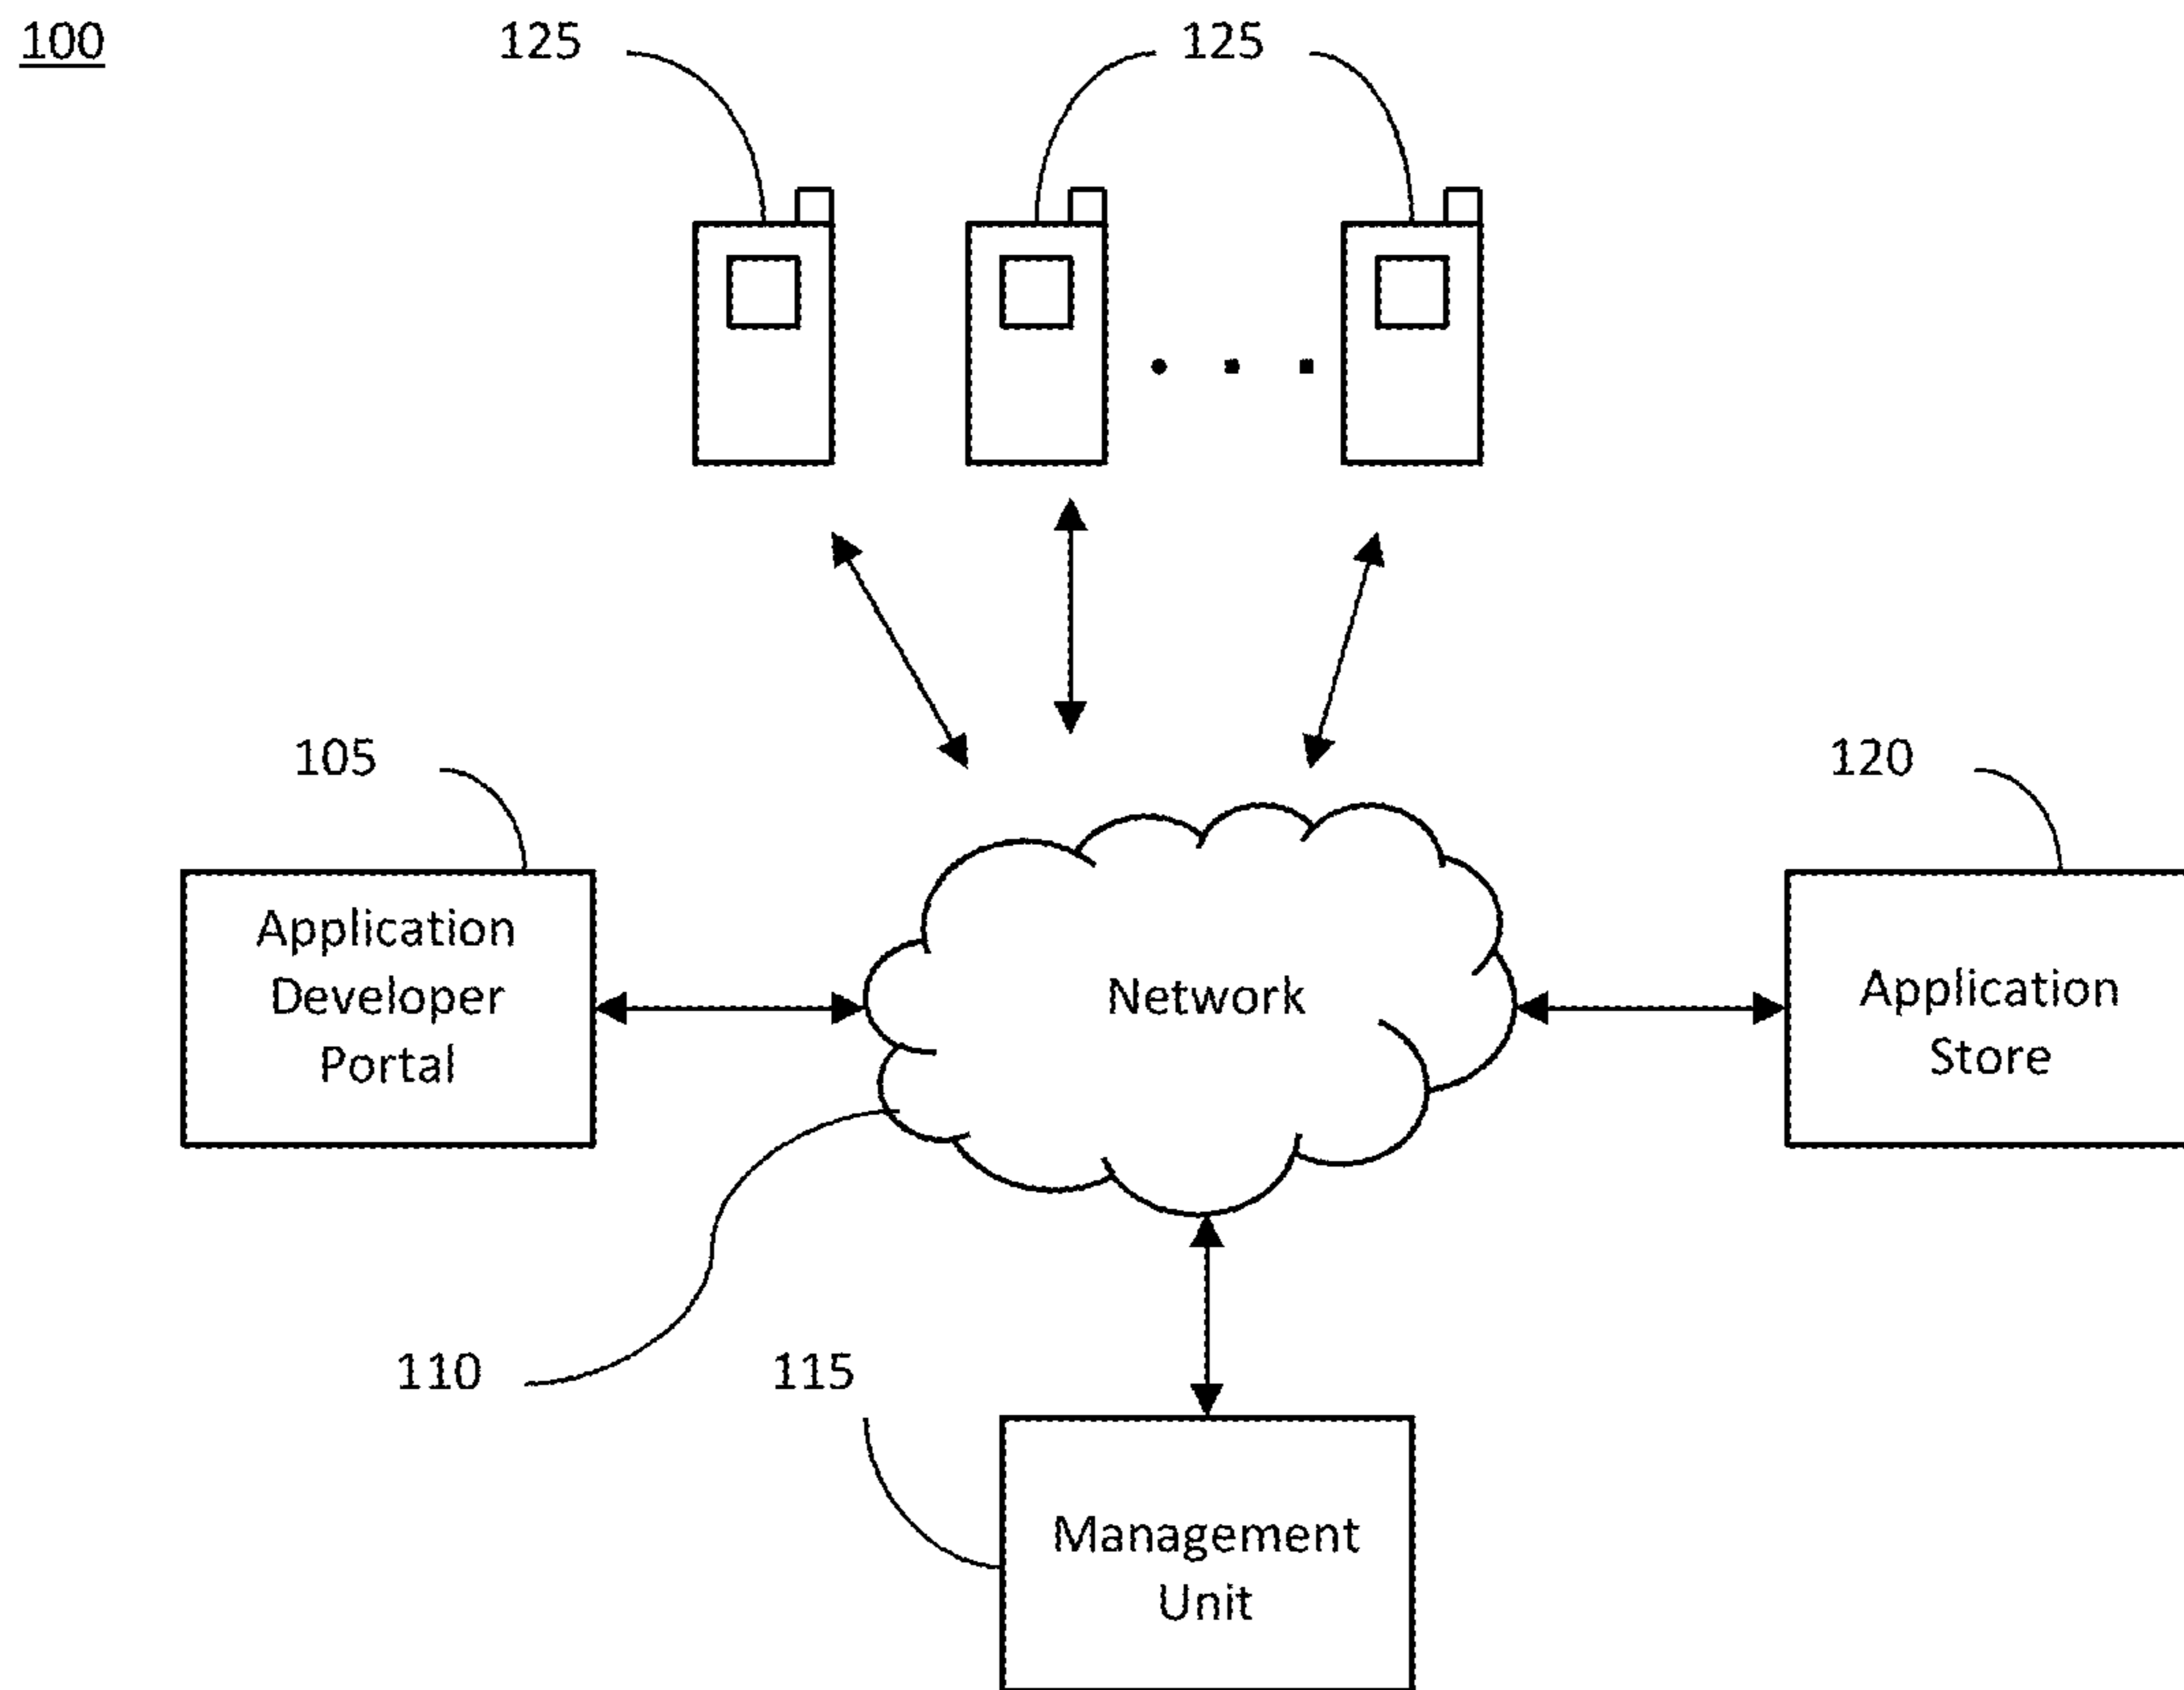 100
125
125
105
120
Application
Developer
Portal
Network
Application
Store
110
115
Management
Unit